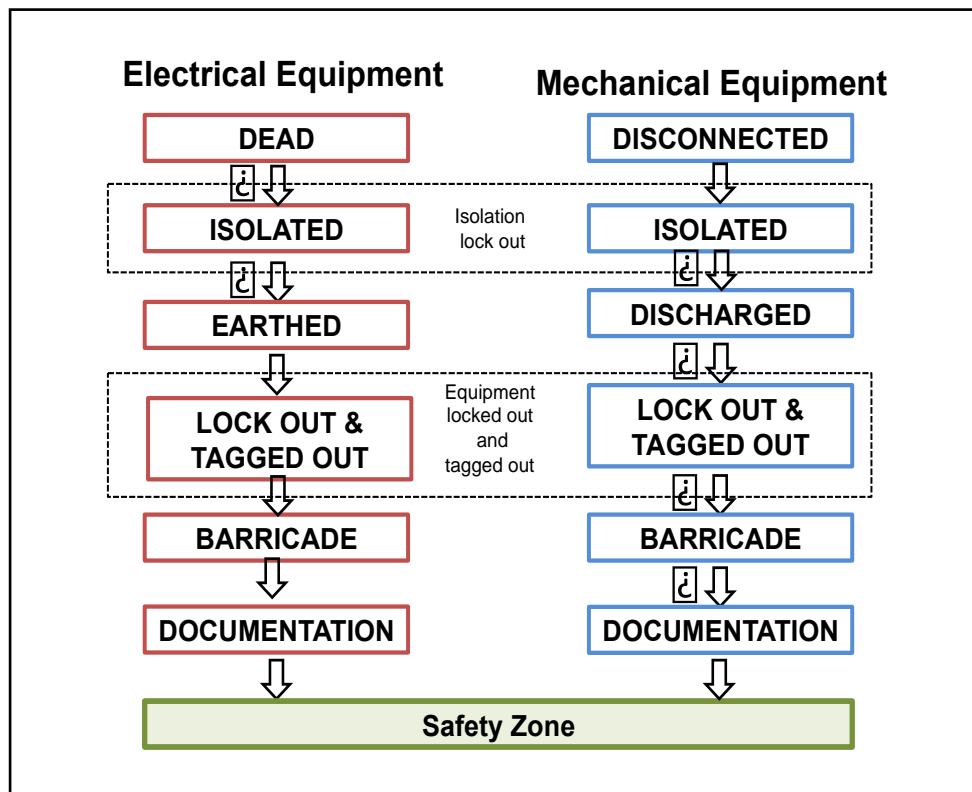 Electrical Equipment
Mechanical Equipment
DEAD
DISCONNECTED
¿
ISOLATED
Isolation
lock out
ISOLATED
¿
¿
EARTHED
DISCHARGED
¿
LOCK OUT &
TAGGED OUT
Equipment
locked out
and
tagged out
LOCK OUT &
TAGGED OUT
¿
BARRICADE
BARRICADE
¿
DOCUMENTATION
DOCUMENTATION
Safety Zone